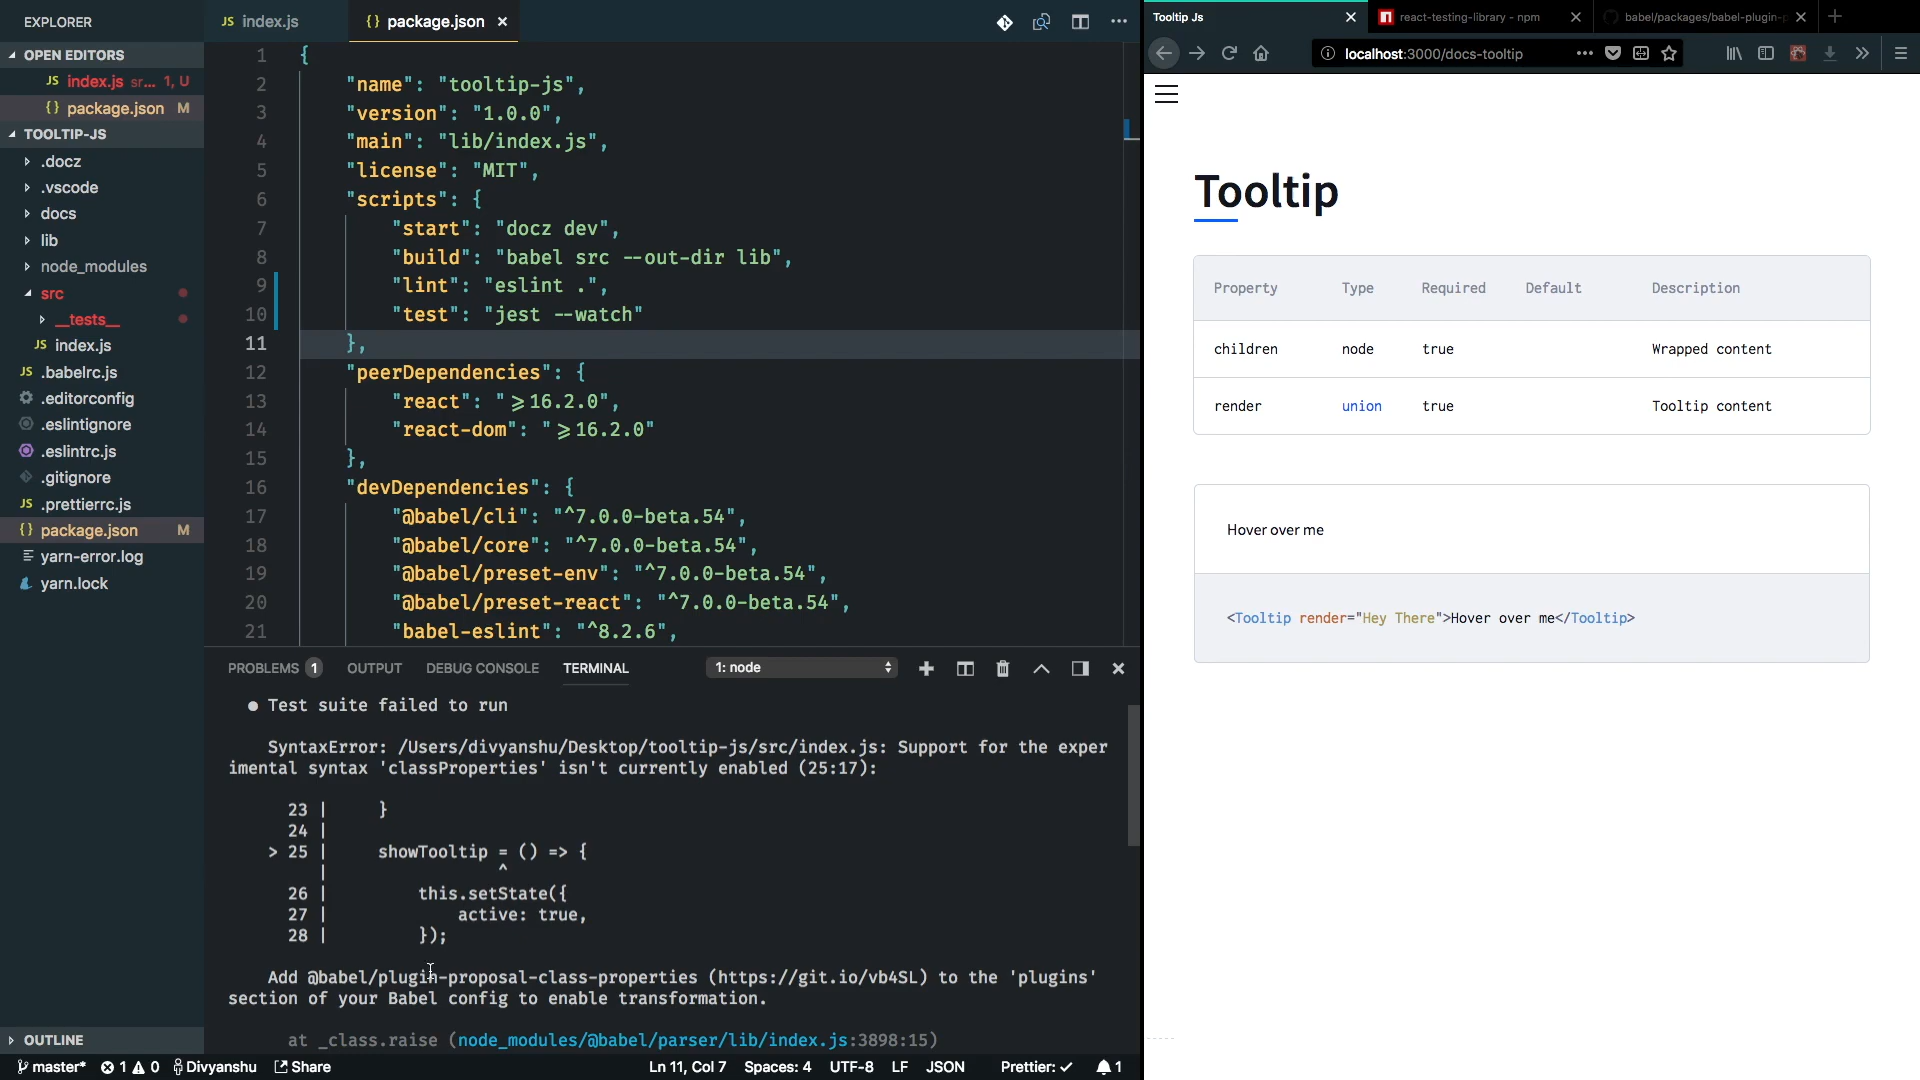 EXPLORER
OPEN EDITORS
JS index.js sr... 1, U
{} package.json M
TOOLTIP-JS
.docz
.vscode
docs
lib
node_modules
src
__tests__
JS index.js
JS .babelrc.js
.editorconfig
.eslintignore
.eslintrc.js
.gitignore
JS .prettierrc.js
{} package.json M
yarn-error.log
yarn.lock
OUTLINE
JS index.js
{} package.json
1 {
2 "name": "tooltip-js",
3 "version": "1.0.0",
4 "main": "lib/index.js",
5 "license": "MIT",
6 "scripts": {
7 "start": "docz dev",
8 "build": "babel src --out-dir lib",
9 "lint": "eslint .",
10 "test": "jest --watch"
11 },
12 "peerDependencies": {
13 "react": "≥16.2.0",
14 "react-dom": "≥16.2.0"
15 },
16 "devDependencies": {
17 "@babel/cli": "^7.0.0-beta.54",
18 "@babel/core": "^7.0.0-beta.54",
19 "@babel/preset-env": "^7.0.0-beta.54",
20 "@babel/preset-react": "^7.0.0-beta.54",
21 "babel-eslint": "^8.2.6",
PROBLEMS 1 OUTPUT DEBUG CONSOLE TERMINAL 1: node
● Test suite failed to run
SyntaxError: /Users/divyanshu/Desktop/tooltip-js/src/index.js: Support for the exper
imental syntax 'classProperties' isn't currently enabled (25:17):
23 | }
24 |
> 25 | showTooltip = () => {
| ^
26 | this.setState({
27 | active: true,
28 | });
Add @babel/plugin-proposal-class-properties (https://git.io/vb4SL) to the 'plugins'
section of your Babel config to enable transformation.
at _class.raise (node_modules/@babel/parser/lib/index.js:3898:15)
master* 1 0 Divyanshu Share Ln 11, Col 7 Spaces: 4 UTF-8 LF JSON Prettier: ✓ 1
Tooltip Js
react-testing-library - npm
babel/packages/babel-plugin-p
localhost:3000/docs-tooltip
Tooltip
Property Type Required Default Description
children node true Wrapped content
render union true Tooltip content
Hover over me
<Tooltip render="Hey There">Hover over me</Tooltip>